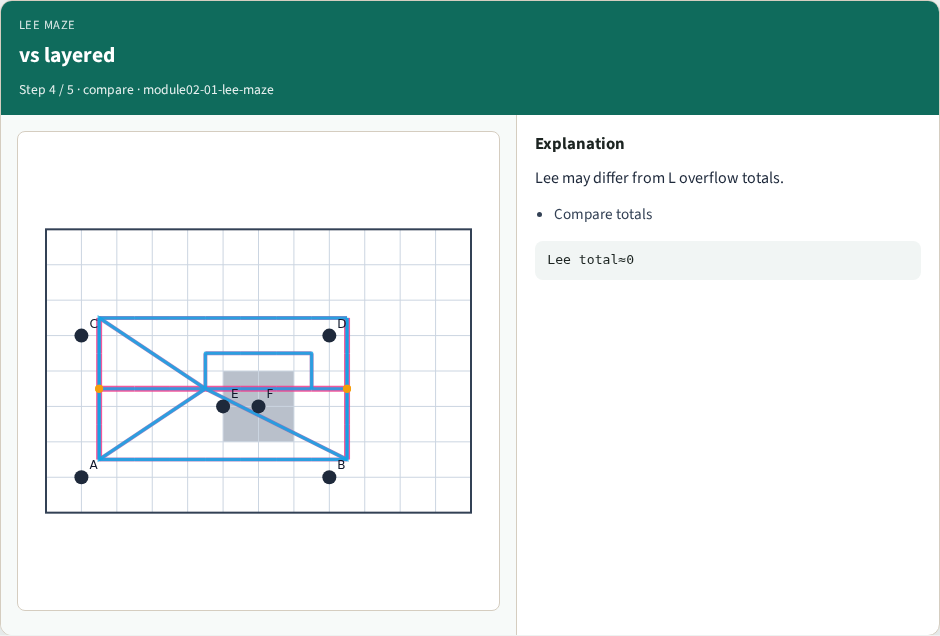 LEE MAZE
vs layered
Step 4 / 5 · compare · module02-01-lee-maze
C
D
E
F
A
B
Explanation
Lee may differ from L overflow totals.
• Compare totals
Lee total≈0